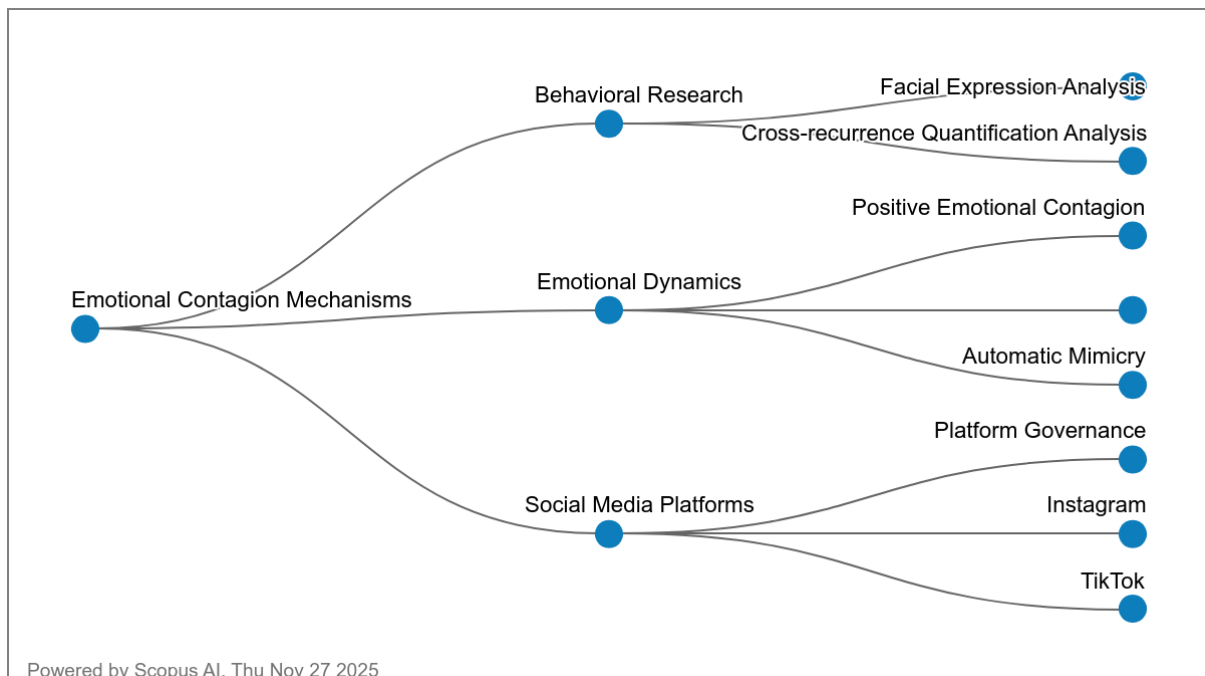 Facial Expression Analysis
Behavioral Research
Cross-recurrence Quantification Analysis
Positive Emotional Contagion
Emotional Dynamics
Emotional Contagion Mechanisms
Automatic Mimicry
Platform Governance
Social Media Platforms
Instagram
TikTok
Powered by Scopus AI, Thu Nov 27 2025